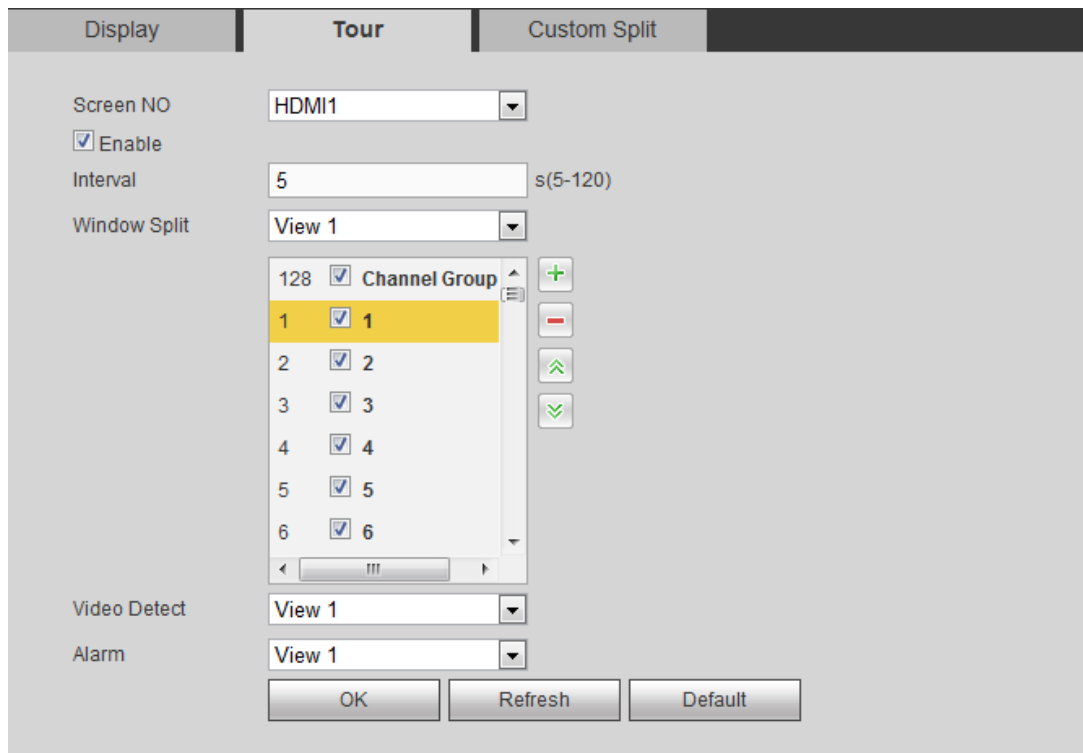 Display Tour Custom Split
Screen NO HDMI1
Enable
Interval 5 s(5-120)
Window Split View 1
128 Channel Group
1 1
2 2
3 3
4 4
5 5
6 6
Video Detect View 1
Alarm View 1
OK Refresh Default